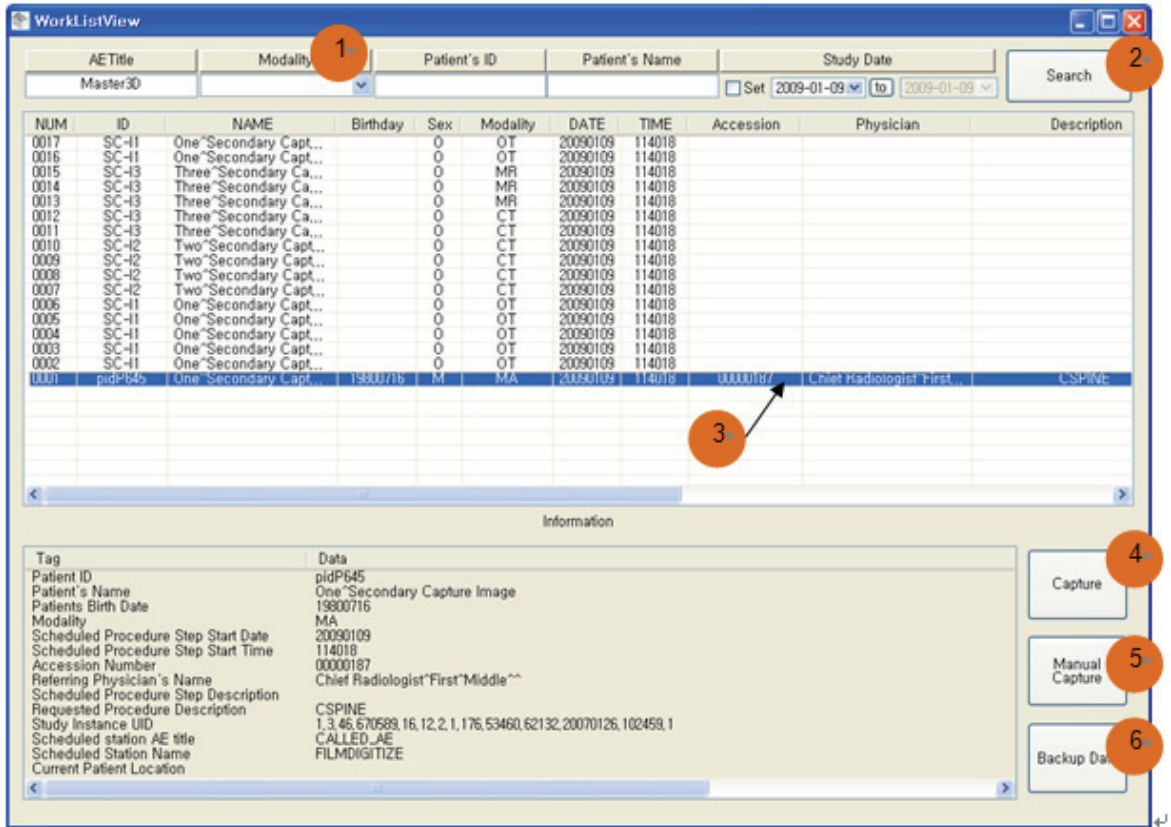 WorkListView
1
2
AETitle Modality Patient's ID Patient's Name Study Date
Search
Master3D Set 2009-01-09 to 2009-01-09
NUM ID NAME Birthday Sex Modality DATE TIME Accession Physician Description
0017 SC-I1 One^Secondary Capt... O OT 20090109 114018
0016 SC-I1 One^Secondary Capt... O OT 20090109 114018
0015 SC-I3 Three^Secondary Ca... O MR 20090109 114018
0014 SC-I3 Three^Secondary Ca... O MR 20090109 114018
0013 SC-I3 Three^Secondary Ca... O MR 20090109 114018
0012 SC-I3 Three^Secondary Ca... O CT 20090109 114018
0011 SC-I3 Three^Secondary Ca... O CT 20090109 114018
0010 SC-I2 Two^Secondary Capt... O CT 20090109 114018
0009 SC-I2 Two^Secondary Capt... O CT 20090109 114018
0008 SC-I2 Two^Secondary Capt... O CT 20090109 114018
0007 SC-I2 Two^Secondary Capt... O CT 20090109 114018
0006 SC-I1 One^Secondary Capt... O OT 20090109 114018
0005 SC-I1 One^Secondary Capt... O OT 20090109 114018
0004 SC-I1 One^Secondary Capt... O OT 20090109 114018
0003 SC-I1 One^Secondary Capt... O OT 20090109 114018
0002 SC-I1 One^Secondary Capt... O OT 20090109 114018
0001 pidP645 One^Secondary Capt... 19800716 M MA 20090109 114018 00000187 Chief Radiologist^First... CSPINE
3
Information
Tag Data
Patient ID pidP645
Patient's Name One^Secondary Capture Image
Patients Birth Date 19800716
Modality MA
Scheduled Procedure Step Start Date 20090109
Scheduled Procedure Step Start Time 114018
Accession Number 00000187
Referring Physician's Name Chief Radiologist^First^Middle^^
Scheduled Procedure Step Description
Requested Procedure Description CSPINE
Study Instance UID 1,3,46,670589,16,12,2,1,176,53460,62132,20070126,102459,1
Scheduled station AE title CALLED_AE
Scheduled Station Name FILMDIGITIZE
Current Patient Location
4
Capture
5
Manual
Capture
6
Backup Da